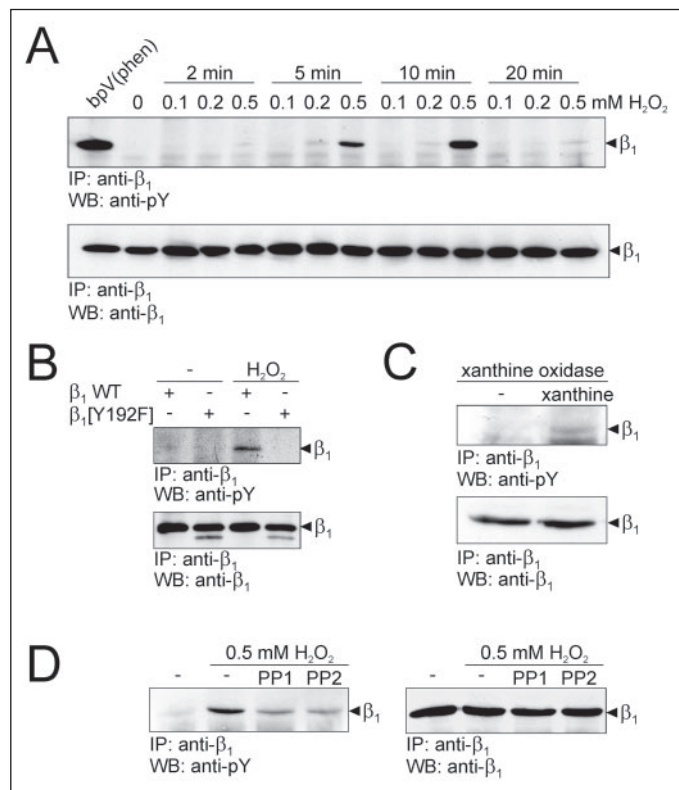 A
bpV(phen) 2 min 5 min 10 min 20 min
0 0.1 0.2 0.5 0.1 0.2 0.5 0.1 0.2 0.5 0.1 0.2 0.5 mM H₂O₂
β₁
IP: anti-β₁
WB: anti-pY
β₁
IP: anti-β₁
WB: anti-β₁
B
- H₂O₂
β₁ WT + - + -
β₁[Y192F] - + - +
β₁
IP: anti-β₁
WB: anti-pY
β₁
IP: anti-β₁
WB: anti-β₁
C
xanthine oxidase
- xanthine
β₁
IP: anti-β₁
WB: anti-pY
β₁
IP: anti-β₁
WB: anti-β₁
D
0.5 mM H₂O₂
- - PP1 PP2
β₁
IP: anti-β₁
WB: anti-pY
0.5 mM H₂O₂
- - PP1 PP2
β₁
IP: anti-β₁
WB: anti-β₁